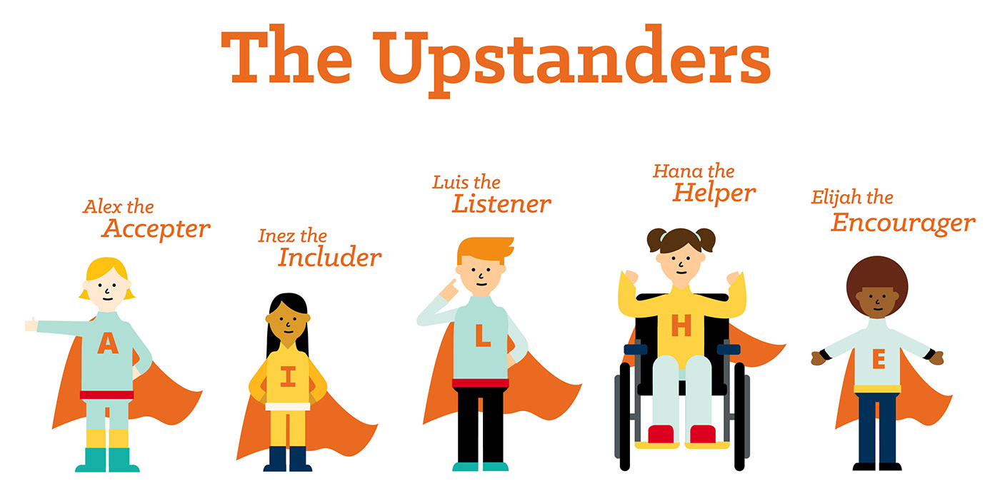 The Upstanders
Alex the
Accepter
Inez the
Includer
Luis the
Listener
Hana the
Helper
Elijah the
Encourager
A
I
L
H
E